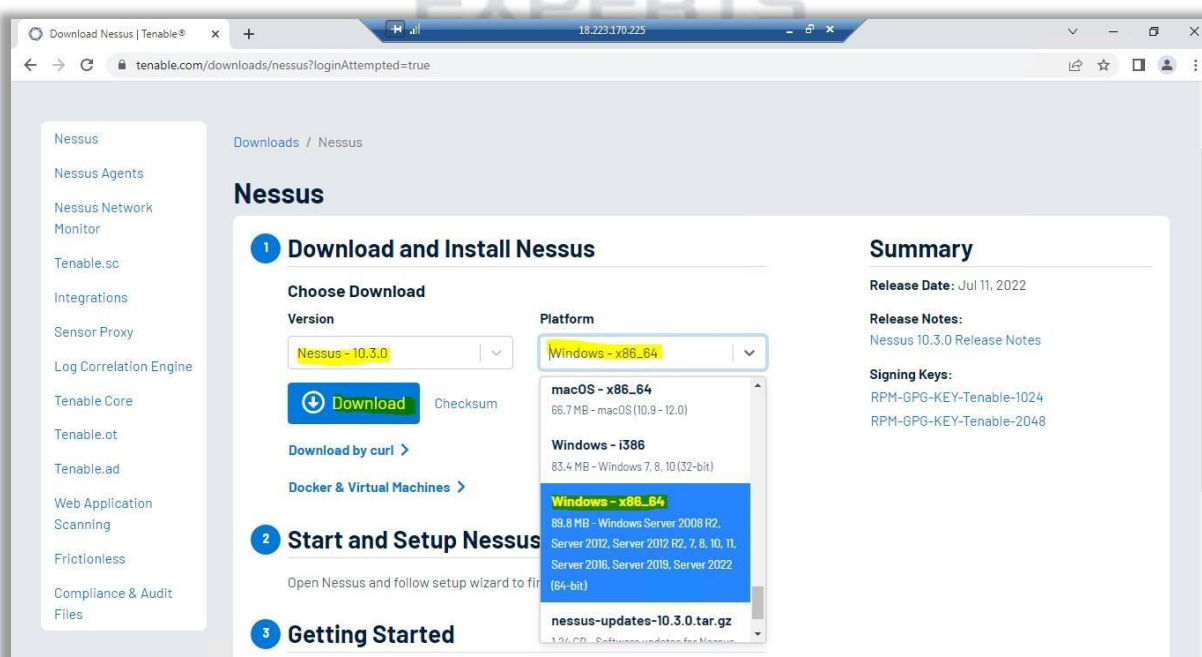 EXPERTS
Download Nessus | Tenable®
18.223.170.225
tenable.com/downloads/nessus?loginAttempted=true
Nessus
Nessus Agents
Nessus Network
Monitor
Tenable.sc
Integrations
Sensor Proxy
Log Correlation Engine
Tenable Core
Tenable.ot
Tenable.ad
Web Application
Scanning
Frictionless
Compliance & Audit
Files
Downloads / Nessus
Nessus
1 Download and Install Nessus
Choose Download
Version
Nessus - 10.3.0
Platform
Windows - x86_64
Download
Checksum
Download by curl >
Docker & Virtual Machines >
macOS - x86_64
66.7 MB - macOS (10.9 - 12.0)
Windows - i386
83.4 MB - Windows 7, 8, 10 (32-bit)
Windows - x86_64
89.8 MB - Windows Server 2008 R2,
Server 2012, Server 2012 R2, 7, 8, 10, 11,
Server 2016, Server 2019, Server 2022
(64-bit)
nessus-updates-10.3.0.tar.gz
1.24 GB - Software updates for Nessus
2 Start and Setup Nessus
Open Nessus and follow setup wizard to
3 Getting Started
Summary
Release Date: Jul 11, 2022
Release Notes:
Nessus 10.3.0 Release Notes
Signing Keys:
RPM-GPG-KEY-Tenable-1024
RPM-GPG-KEY-Tenable-2048